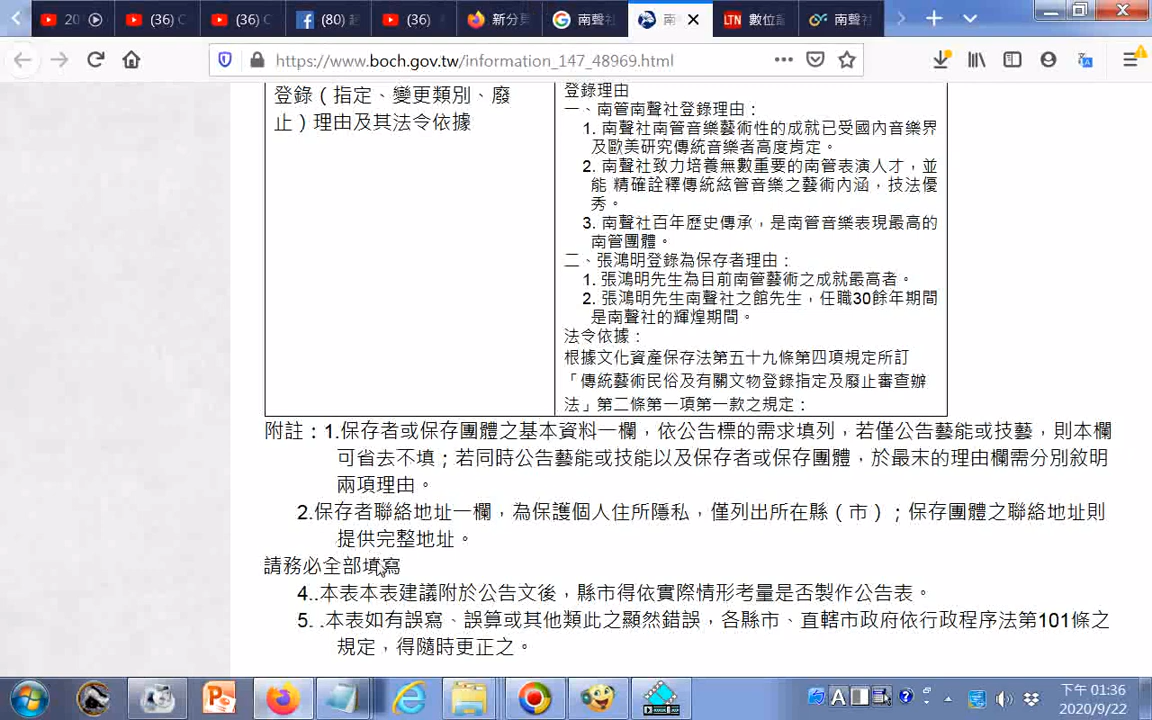 20
(36) C
(36) C
(80) 超
(36)
新分頁
南聲社
南
數位誤
南聲社
https://www.boch.gov.tw/information_147_48969.html
登錄（指定、變更類別、廢
止）理由及其法令依據
登錄理由
一、南管南聲社登錄理由：
1. 南聲社南管音樂藝術性的成就已受國內音樂界
及歐美研究傳統音樂者高度肯定。
2. 南聲社致力培養無數重要的南管表演人才，並
能 精確詮釋傳統絃管音樂之藝術內涵，技法優
秀。
3. 南聲社百年歷史傳承，是南管音樂表現最高的
南管團體。
二、張鴻明登錄為保存者理由：
1. 張鴻明先生為目前南管藝術之成就最高者。
2. 張鴻明先生南聲社之館先生，任職30餘年期間
是南聲社的輝煌期間。
法令依據：
根據文化資產保存法第五十九條第四項規定所訂
「傳統藝術民俗及有關文物登錄指定及廢止審查辦
法」第二條第一項第一款之規定：
附註：1.保存者或保存團體之基本資料一欄，依公告標的需求填列，若僅公告藝能或技藝，則本欄
可省去不填；若同時公告藝能或技能以及保存者或保存團體，於最末的理由欄需分別敘明
兩項理由。
2.保存者聯絡地址一欄，為保護個人住所隱私，僅列出所在縣（市）；保存團體之聯絡地址則
提供完整地址。
請務必全部填寫
4..本表本表建議附於公告文後，縣市得依實際情形考量是否製作公告表。
5. .本表如有誤寫、誤算或其他類此之顯然錯誤，各縣市、直轄市政府依行政程序法第101條之
規定，得隨時更正之。
下午 01:36
2020/9/22